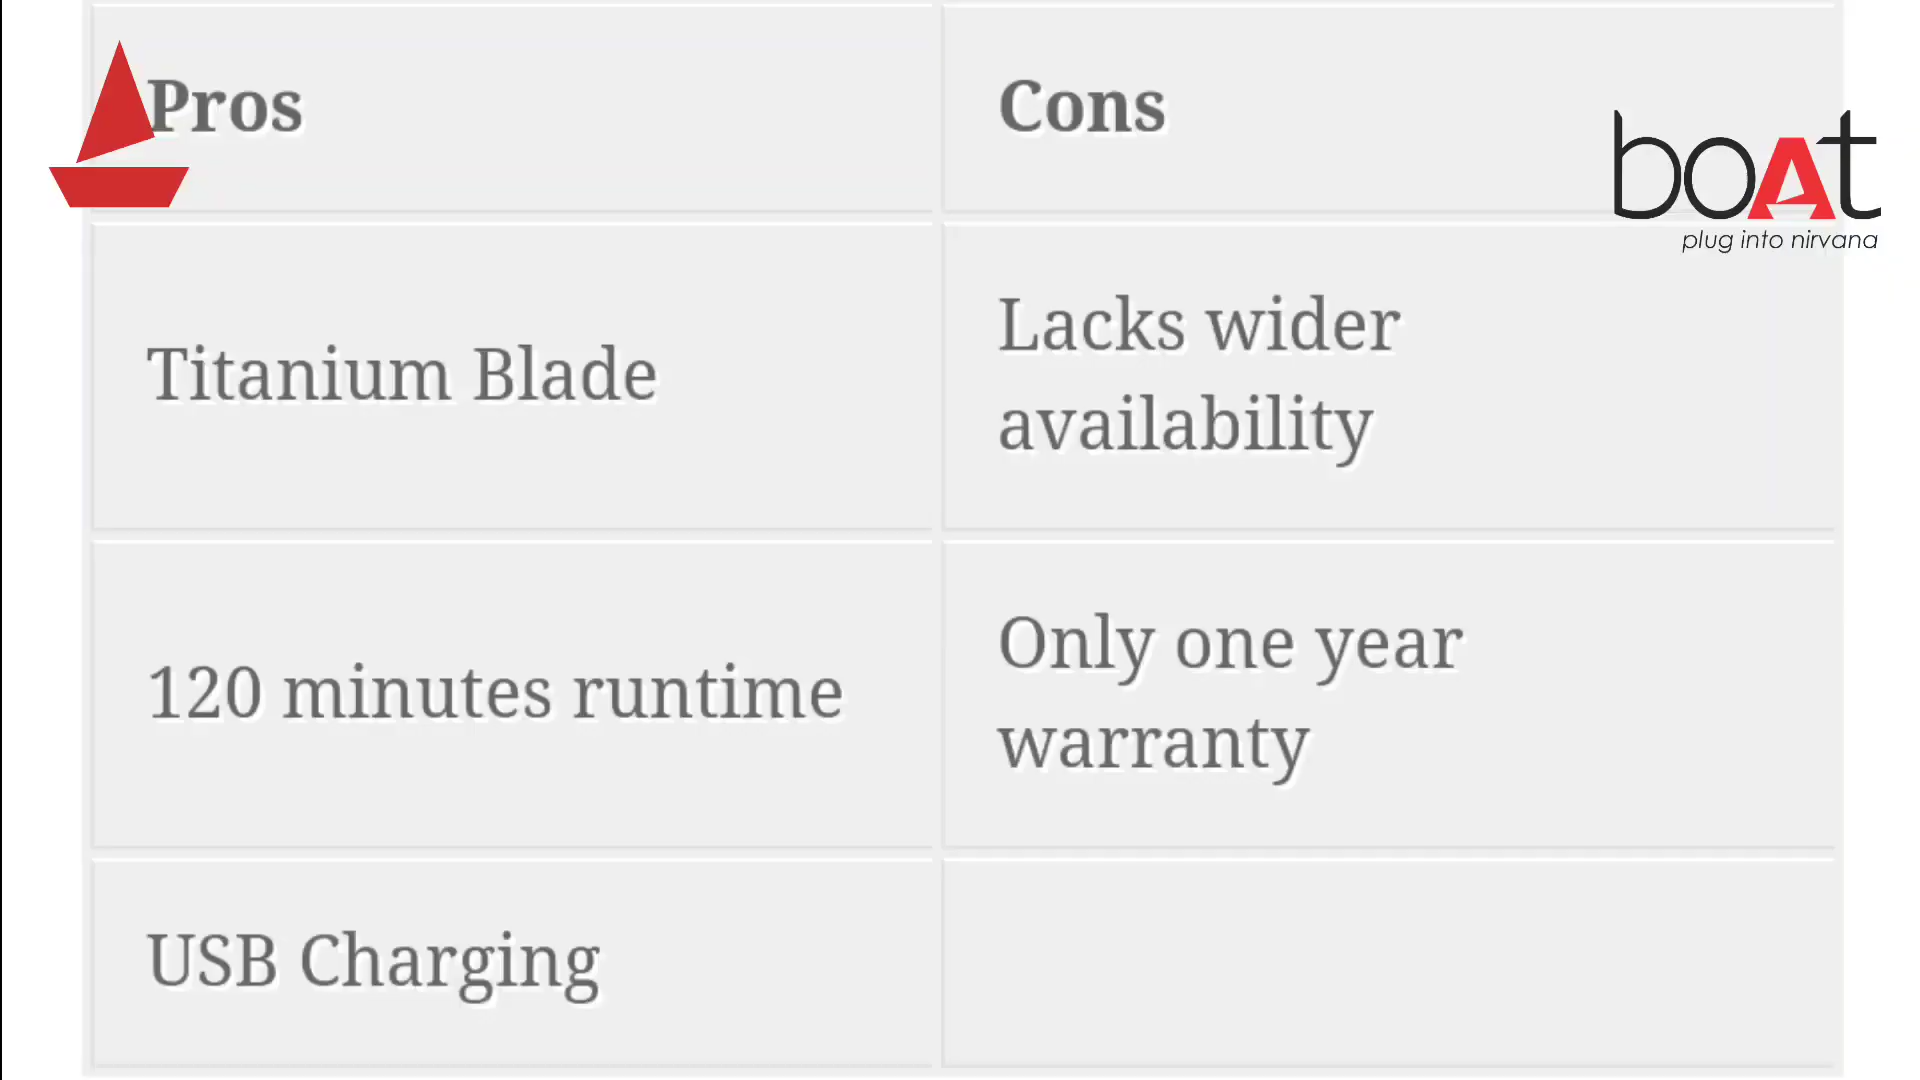 Pros
Cons
boAt
plug into nirvana
Titanium Blade
Lacks wider
availability
120 minutes runtime
Only one year
warranty
USB Charging